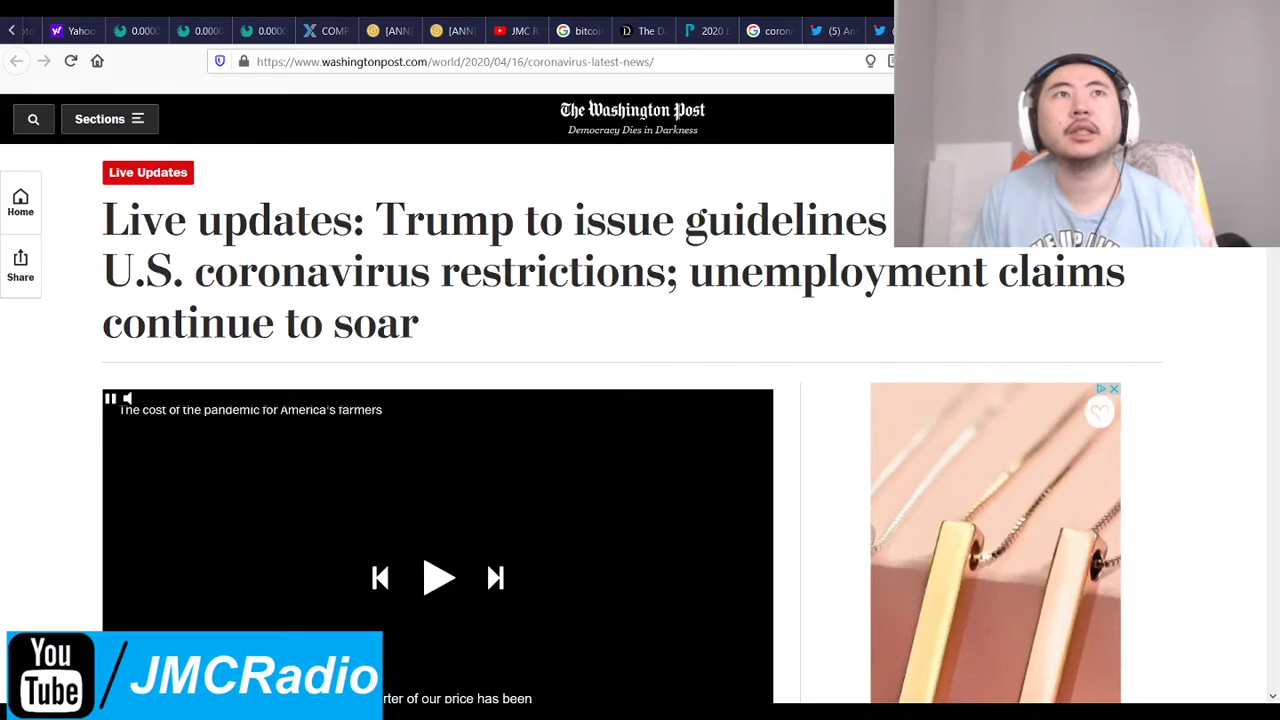 Yahoo
0.0000
0.0000
0.0000
COMP
[ANN]
[ANN]
JMC R
bitcoin
The D
2020 E
coron
(5) An
https://www.washingtonpost.com/world/2020/04/16/coronavirus-latest-news/
Sections
The Washington Post
Democracy Dies in Darkness
Home
Share
Live Updates
Live updates: Trump to issue guidelines
U.S. coronavirus restrictions; unemployment claims
continue to soar
The cost of the pandemic for America's farmers
rter of our price has been
You
Tube
/JMCRadio